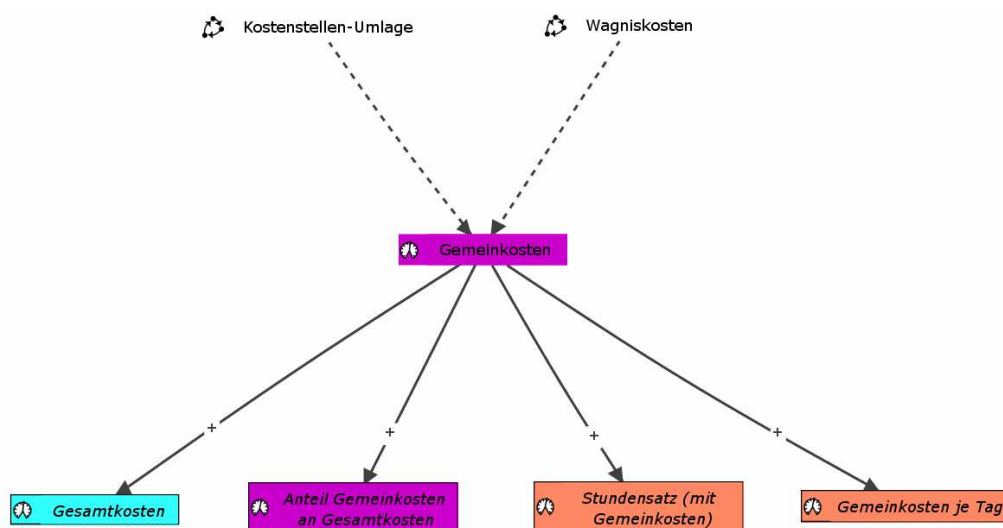 Kostenstellen-Umlage
Wagniskosten
Gemeinkosten
+
+
+
+
Gesamtkosten
Anteil Gemeinkosten
an Gesamtkosten
Stundensatz (mit
Gemeinkosten)
Gemeinkosten je Tag